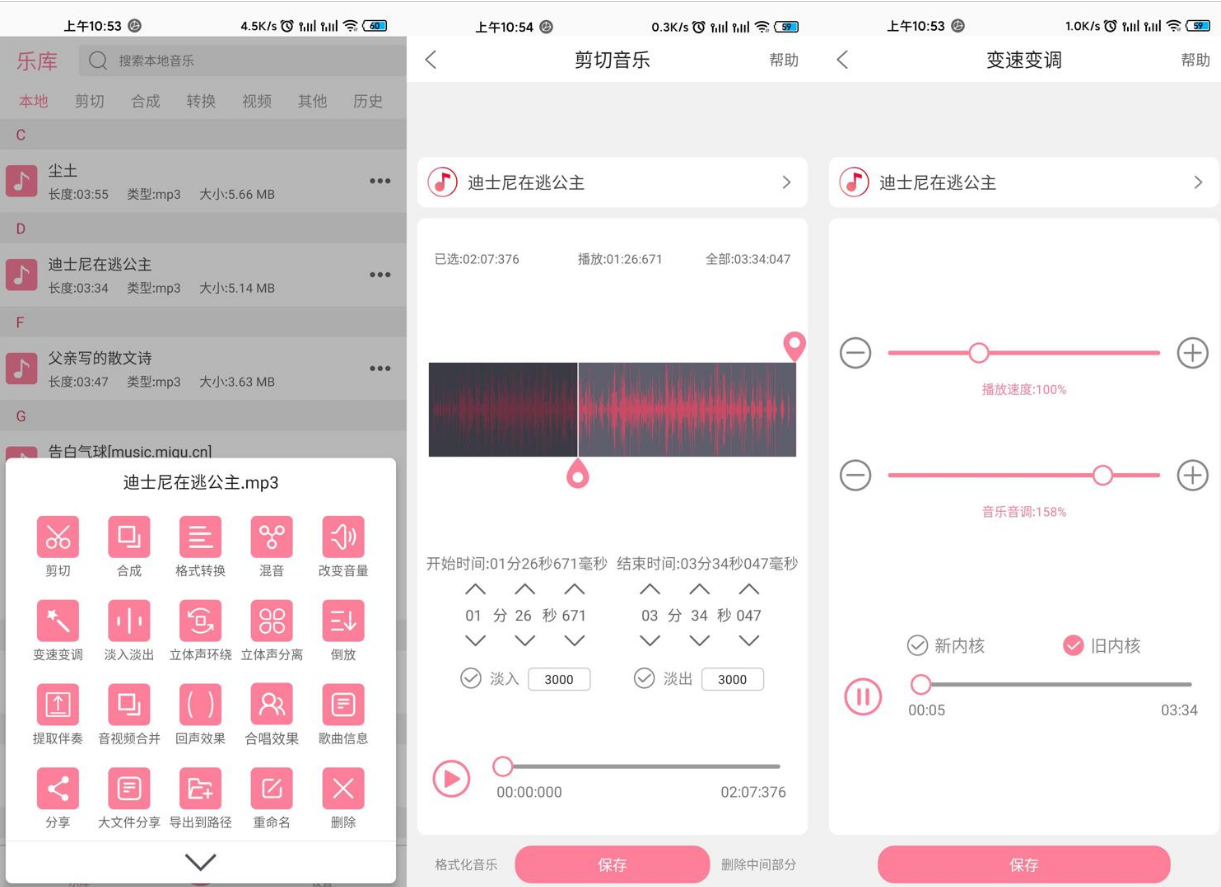 上午10:53
4.5K/s
60
乐库
搜索本地音乐
本地 剪切 合成 转换 视频 其他 历史
C
尘土
长度:03:55 类型:mp3 大小:5.66 MB
D
迪士尼在逃公主
长度:03:34 类型:mp3 大小:5.14 MB
F
父亲写的散文诗
长度:03:47 类型:mp3 大小:3.63 MB
G
告白气球[music.migu.cn]
迪士尼在逃公主.mp3
剪切 合成 格式转换 混音 改变音量
变速变调 淡入淡出 立体声环绕 立体声分离 倒放
提取伴奏 音视频合并 回声效果 合唱效果 歌曲信息
分享 大文件分享 导出到路径 重命名 删除
上午10:54
0.3K/s
59
剪切音乐
帮助
迪士尼在逃公主
已选:02:07:376 播放:01:26:671 全部:03:34:047
开始时间:01分26秒671毫秒 结束时间:03分34秒047毫秒
01 分 26 秒 671 03 分 34 秒 047
淡入 3000 淡出 3000
00:00:000 02:07:376
格式化音乐 保存 删除中间部分
上午10:53
1.0K/s
59
变速变调
帮助
迪士尼在逃公主
播放速度:100%
音乐音调:158%
新内核 旧内核
00:05 03:34
保存